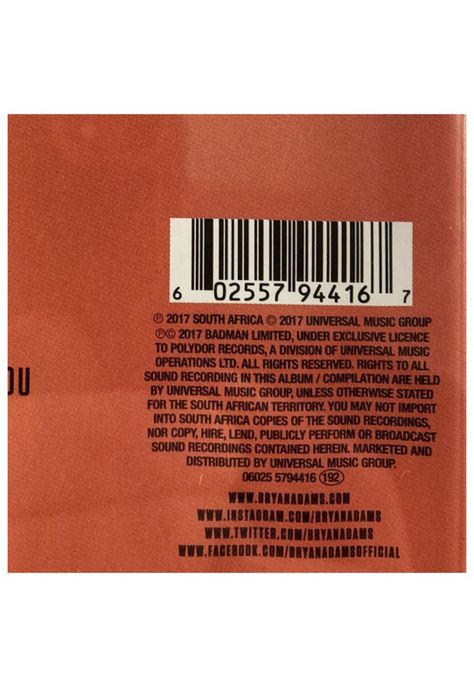 6 02557 94416 7
℗ 2017 SOUTH AFRICA © 2017 UNIVERSAL MUSIC GROUP
℗© 2017 BADMAN LIMITED, UNDER EXCLUSIVE LICENCE
TO POLYDOR RECORDS, A DIVISION OF UNIVERSAL MUSIC
OPERATIONS LTD. ALL RIGHTS RESERVED. RIGHTS TO ALL
SOUND RECORDING IN THIS ALBUM / COMPILATION ARE HELD
BY UNIVERSAL MUSIC GROUP, UNLESS OTHERWISE STATED
FOR THE SOUTH AFRICAN TERRITORY. YOU MAY NOT IMPORT
INTO SOUTH AFRICA COPIES OF THE SOUND RECORDINGS,
NOR COPY, HIRE, LEND, PUBLICLY PERFORM OR BROADCAST
SOUND RECORDINGS CONTAINED HEREIN. MARKETED AND
DISTRIBUTED BY UNIVERSAL MUSIC GROUP.
06025 5794416 192
OU
WWW.BRYANADAMS.COM
WWW.INSTAGRAM.COM/BRYANADAMS
WWW.TWITTER.COM/BRYANADAMS
WWW.FACEBOOK.COM/BRYANADAMSOFFICIAL